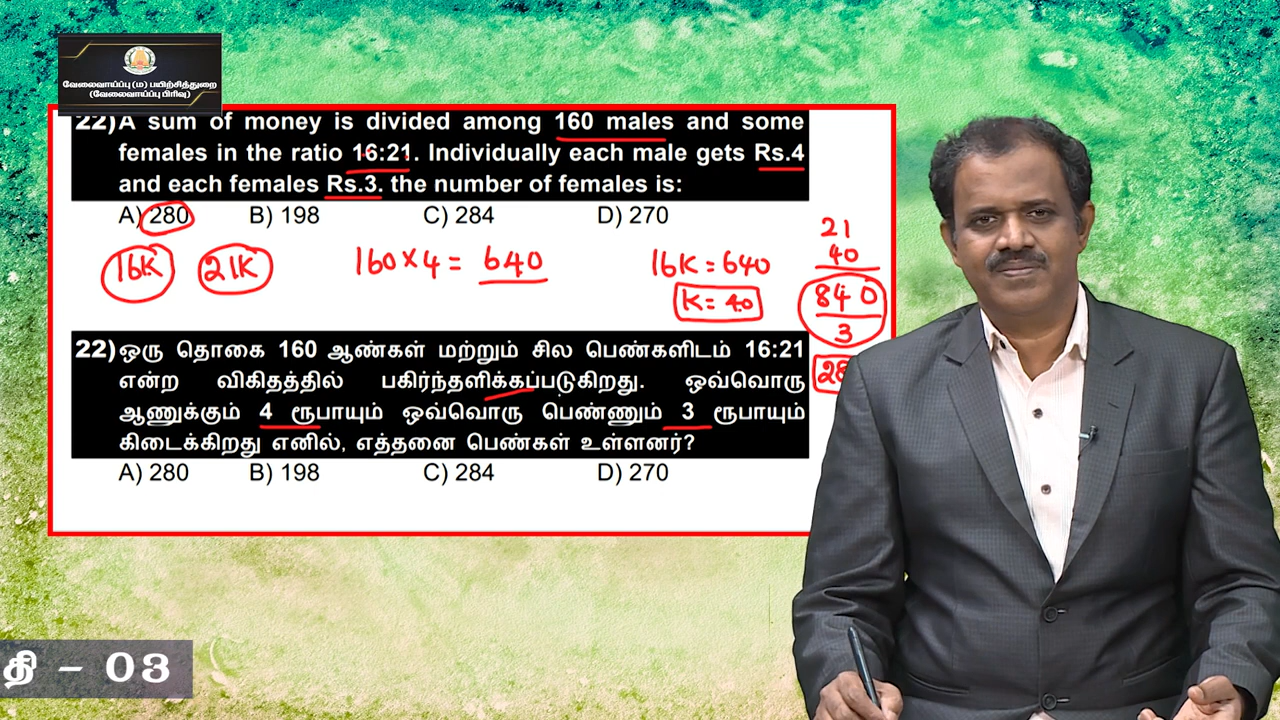 வேலைவாய்ப்பு (ம) பயிற்சித்துறை
(வேலைவாய்ப்பு பிரிவு)
22) A sum of money is divided among 160 males and some
females in the ratio 16:21. Individually each male gets Rs.4
and each females Rs.3. the number of females is:
A) 280 B) 198 C) 284 D) 270
16K 21K 160 × 4 = 640 16K = 640
K = 40
21
40
840
3
22) ஒரு தொகை 160 ஆண்கள் மற்றும் சில பெண்களிடம் 16:21
என்ற விகிதத்தில் பகிர்ந்தளிக்கப்படுகிறது. ஒவ்வொரு
ஆணுக்கும் 4 ரூபாயும் ஒவ்வொரு பெண்ணும் 3 ரூபாயும்
கிடைக்கிறது எனில், எத்தனை பெண்கள் உள்ளனர்?
A) 280 B) 198 C) 284 D) 270
தி - 03